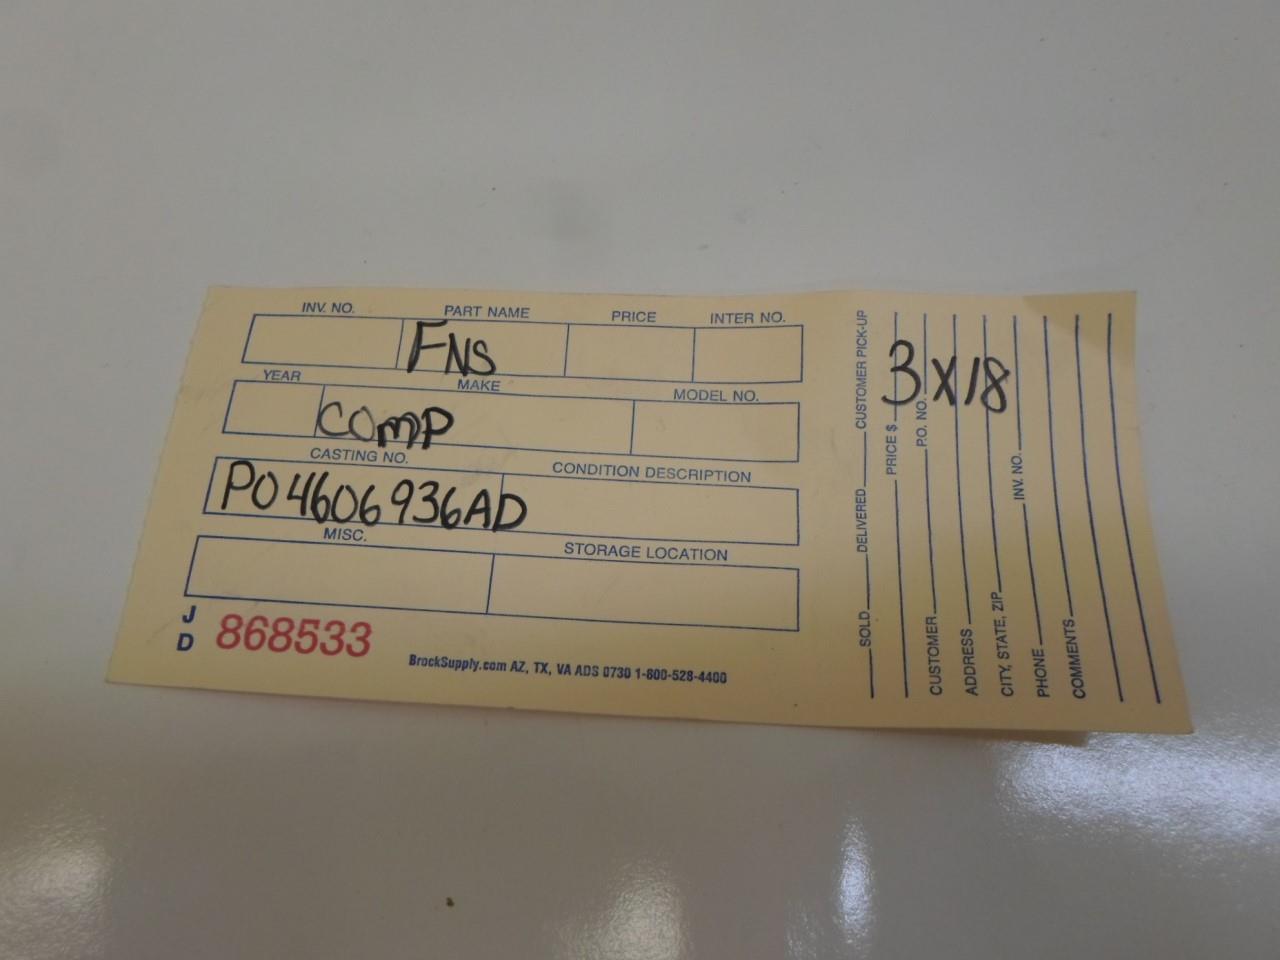 INV. NO. PART NAME PRICE INTER NO.
FNS
YEAR MAKE MODEL NO.
COMP
CASTING NO. CONDITION DESCRIPTION
PO4606936AD
MISC. STORAGE LOCATION
J
D
868533
BrockSupply.com AZ, TX, VA ADS 0730 1-800-528-4400
3X18
SOLD DELIVERED CUSTOMER PICK-UP
PRICE $
CUSTOMER P.O. NO.
ADDRESS
CITY, STATE, ZIP
PHONE INV. NO.
COMMENTS